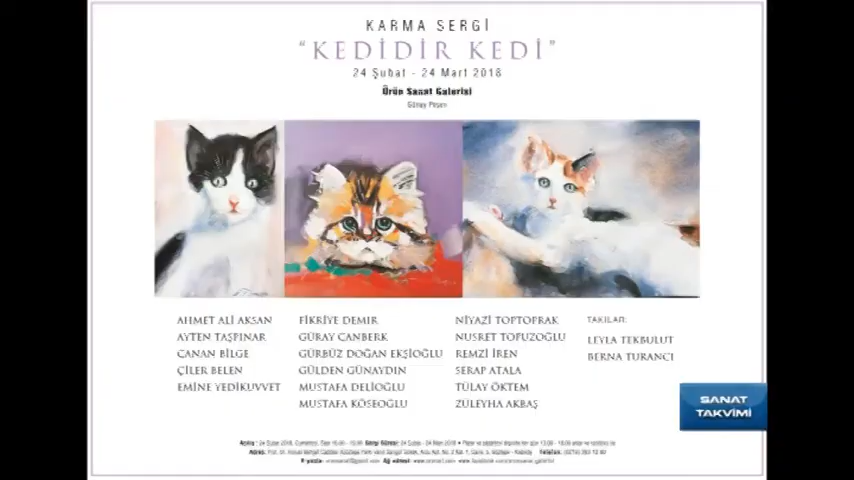 KARMA SERGİ
"KEDİDİR KEDİ"
24 Şubat - 24 Mart 2018
Ürün Sanat Galerisi
AHMET ALİ AKSAN
AYTEN TAŞPINAR
CANAN BİLGE
ÇİLER BELEN
EMİNE YEDİKUVVET
FİKRİYE DEMİR
GÜRAY CANBERK
GÜRBÜZ DOĞAN EKŞİOĞLU
GÜLDEN GÜNAYDIN
MUSTAFA DELİOĞLU
MUSTAFA KÖSEOĞLU
NİYAZİ TOPTOPRAK
NUSRET TOPUZOĞLU
REMZİ İREN
SERAP ATALA
TÜLAY ÖKTEM
ZÜLEYHA AKBAŞ
TAKILAR:
LEYLA TEKBULUT
BERNA TURANCI
SANAT
TAKVİMİ